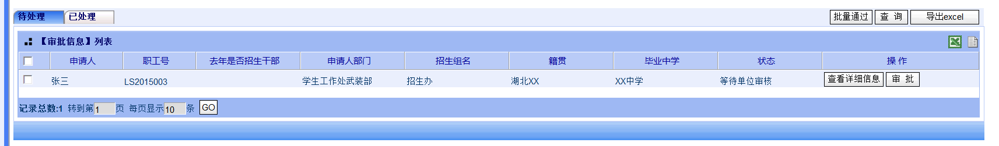 待处理 已处理 批量通过 查 询 导出excel
【审批信息】列表
申请人 职工号 去年是否招生干部 申请人部门 招生组名 籍贯 毕业中学 状态 操 作
张三 LS2015003 学生工作处武装部 招生办 湖北XX XX中学 等待单位审核 查看详细信息 审 批
记录总数:1 转到第 1 页 每页显示 10 条 GO